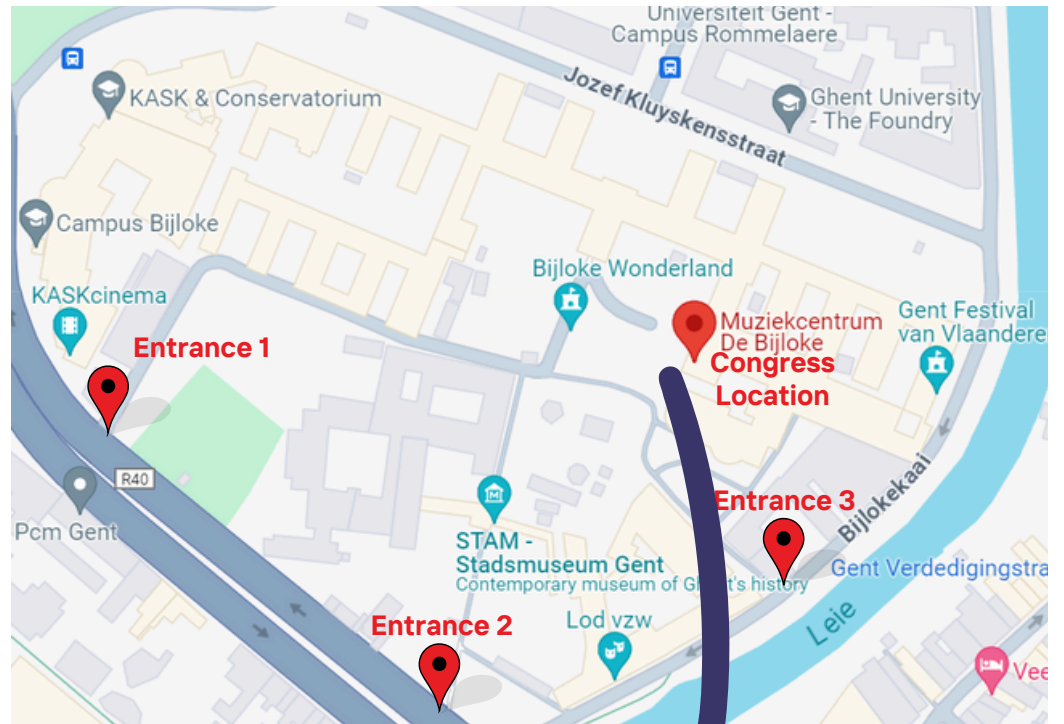 Universiteit Gent -
Campus Rommelaere
KASK & Conservatorium
Jozef Kluyskensstraat
Ghent University
- The Foundry
Campus Bijloke
Bijloke Wonderland
KASKcinema
Muziekcentrum
De Bijloke
Gent Festival
van Vlaandere
Entrance 1
Congress
Location
R40
Pcm Gent
Entrance 3
Bijlokekaai
STAM -
Stadsmuseum Gent
Contemporary museum of Ghent's history
Gent Verdedigingstra
Entrance 2
Lod vzw
Leie
Vee